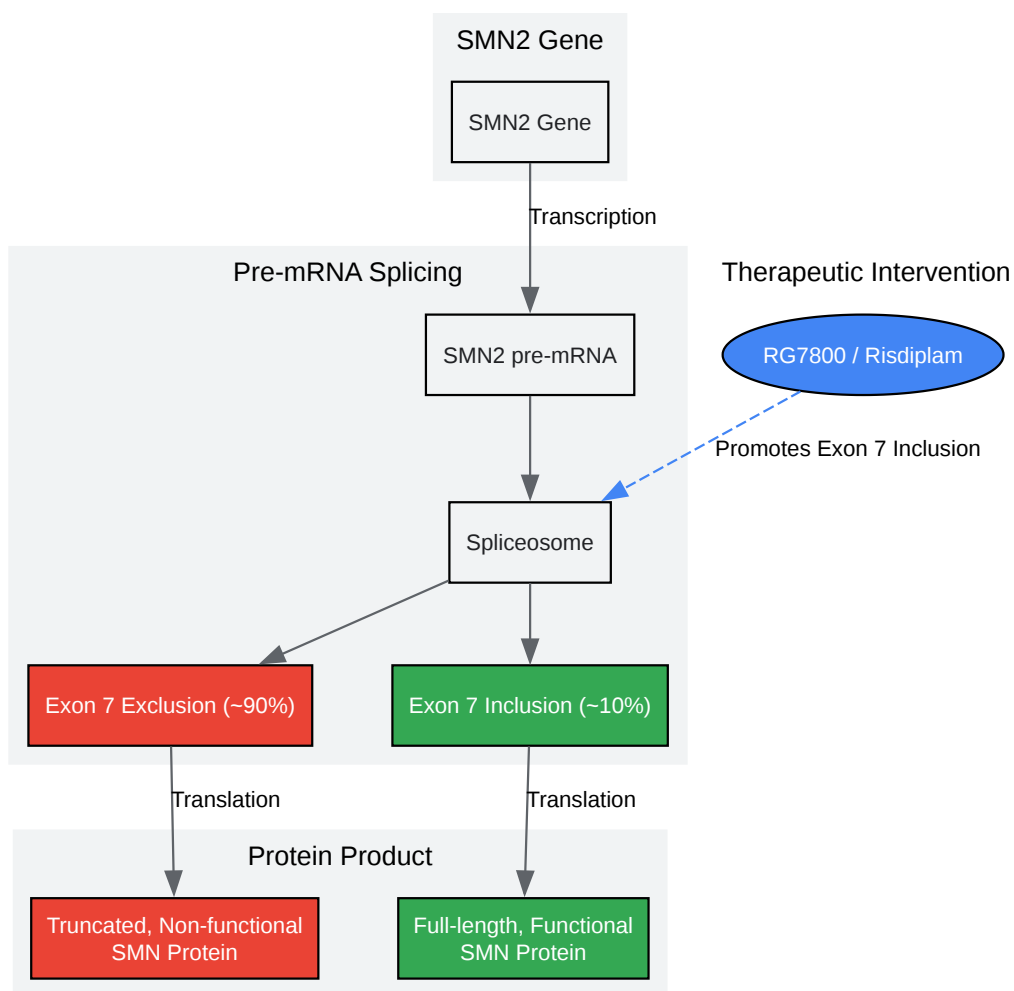 SMN2 Gene
SMN2 Gene
Transcription
Pre-mRNA Splicing
Therapeutic Intervention
SMN2 pre-mRNA
RG7800 / Risdiplam
Promotes Exon 7 Inclusion
Spliceosome
Exon 7 Exclusion (~90%)
Exon 7 Inclusion (~10%)
Translation
Translation
Protein Product
Truncated, Non-functional
SMN Protein
Full-length, Functional
SMN Protein